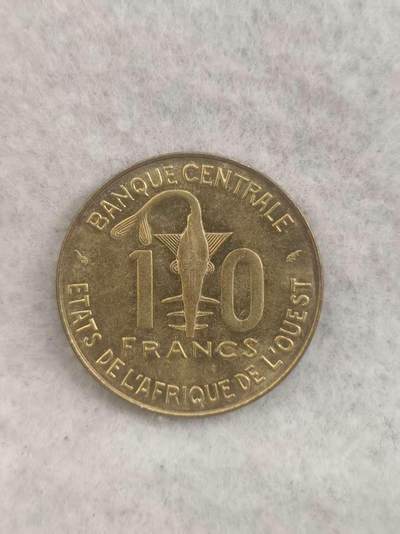 BANQUE CENTRALE
10
FRANCS
ETATS DE L'AFRIQUE DE L'OUEST